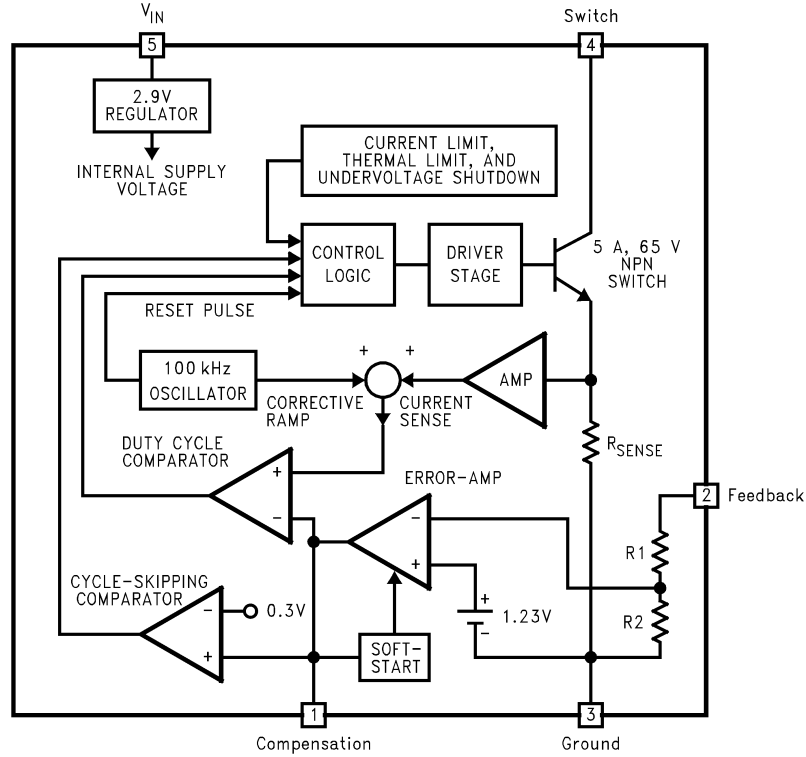 VIN
5
Switch
4
2.9V
REGULATOR
INTERNAL SUPPLY
VOLTAGE
CURRENT LIMIT,
THERMAL LIMIT, AND
UNDERVOLTAGE SHUTDOWN
CONTROL
LOGIC
DRIVER
STAGE
5 A, 65 V
NPN
SWITCH
RESET PULSE
100 kHz
OSCILLATOR
+ +
AMP
CORRECTIVE
RAMP
CURRENT
SENSE
RSENSE
DUTY CYCLE
COMPARATOR
+
−
ERROR-AMP
−
+
2
Feedback
R1
R2
CYCLE-SKIPPING
COMPARATOR
−
+
0.3V
SOFT-
START
+
−
1.23V
1
Compensation
3
Ground